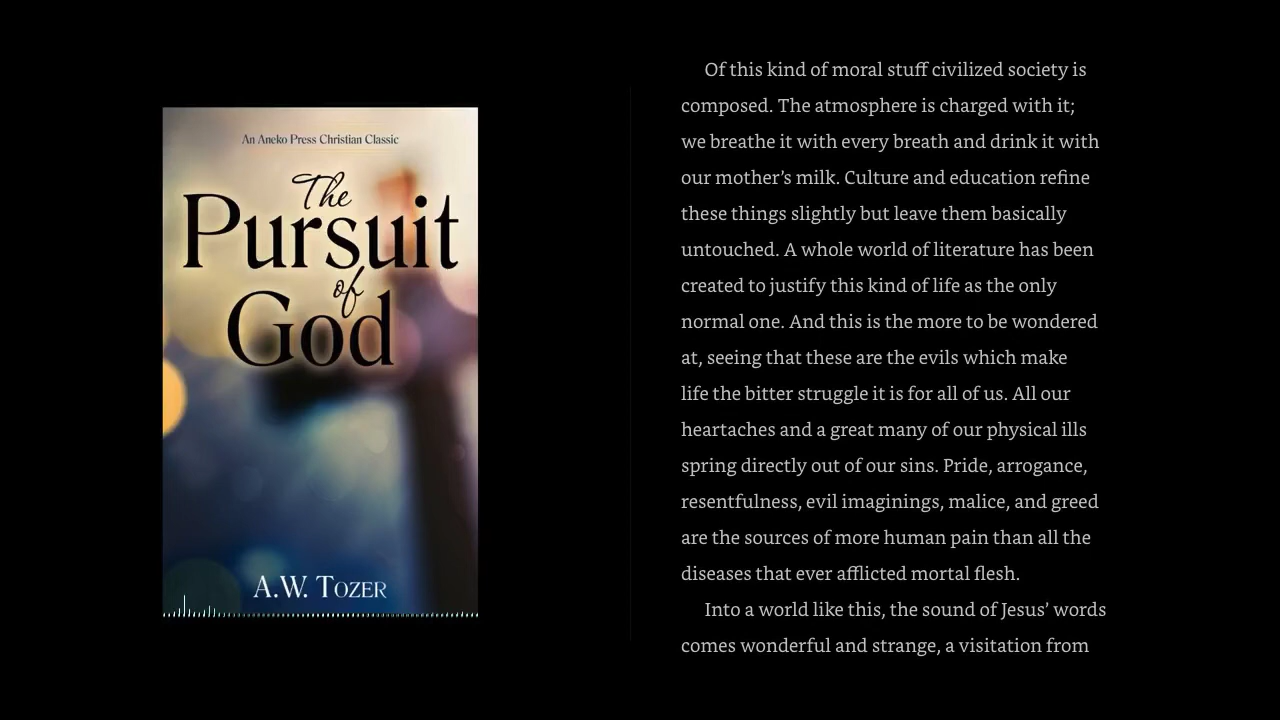 An Aneko Press Christian Classic
The
Pursuit
of
God
A.W. Tozer
Of this kind of moral stuff civilized society is
composed. The atmosphere is charged with it;
we breathe it with every breath and drink it with
our mother’s milk. Culture and education refine
these things slightly but leave them basically
untouched. A whole world of literature has been
created to justify this kind of life as the only
normal one. And this is the more to be wondered
at, seeing that these are the evils which make
life the bitter struggle it is for all of us. All our
heartaches and a great many of our physical ills
spring directly out of our sins. Pride, arrogance,
resentfulness, evil imaginings, malice, and greed
are the sources of more human pain than all the
diseases that ever afflicted mortal flesh.
Into a world like this, the sound of Jesus’ words
comes wonderful and strange, a visitation from